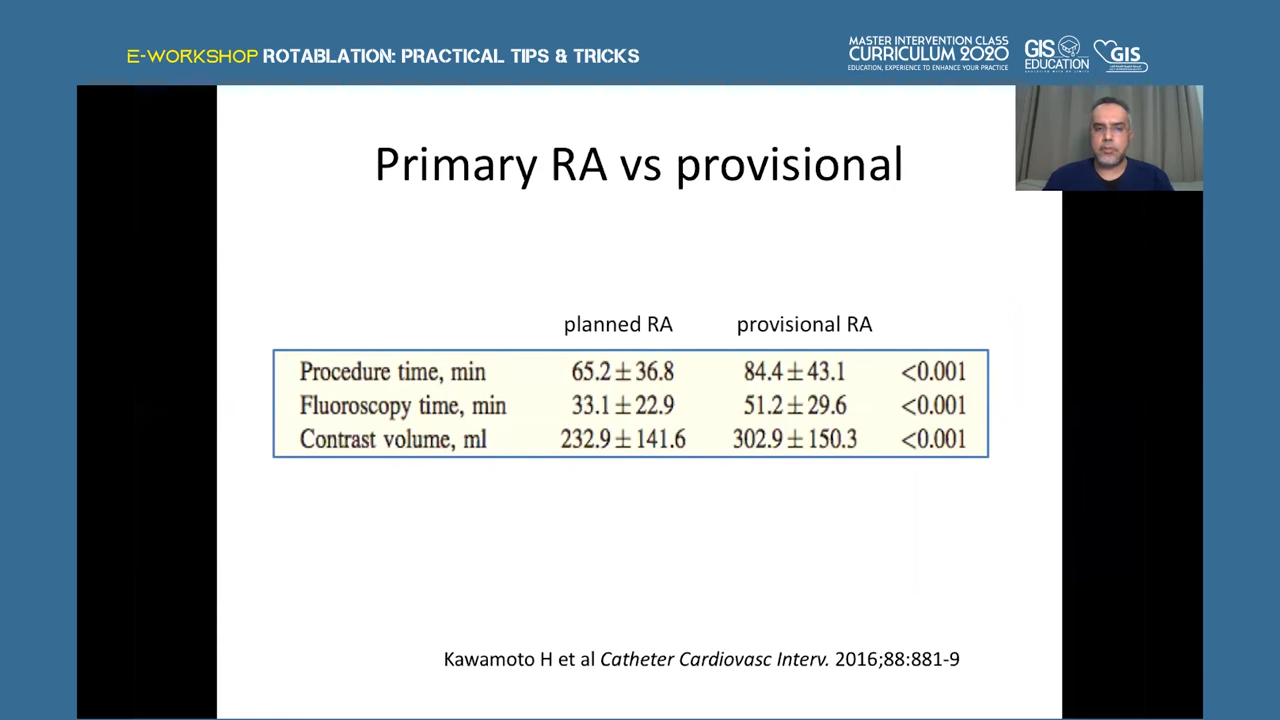 E-WORKSHOP ROTABLATION: PRACTICAL TIPS & TRICKS
MASTER INTERVENTION CLASS
CURRICULUM 2020
EDUCATION, EXPERIENCE TO ENHANCE YOUR PRACTICE
GIS
EDUCATION
GIS
Primary RA vs provisional
planned RA provisional RA
Procedure time, min 65.2±36.8 84.4±43.1 <0.001
Fluoroscopy time, min 33.1±22.9 51.2±29.6 <0.001
Contrast volume, ml 232.9±141.6 302.9±150.3 <0.001
Kawamoto H et al Catheter Cardiovasc Interv. 2016;88:881-9